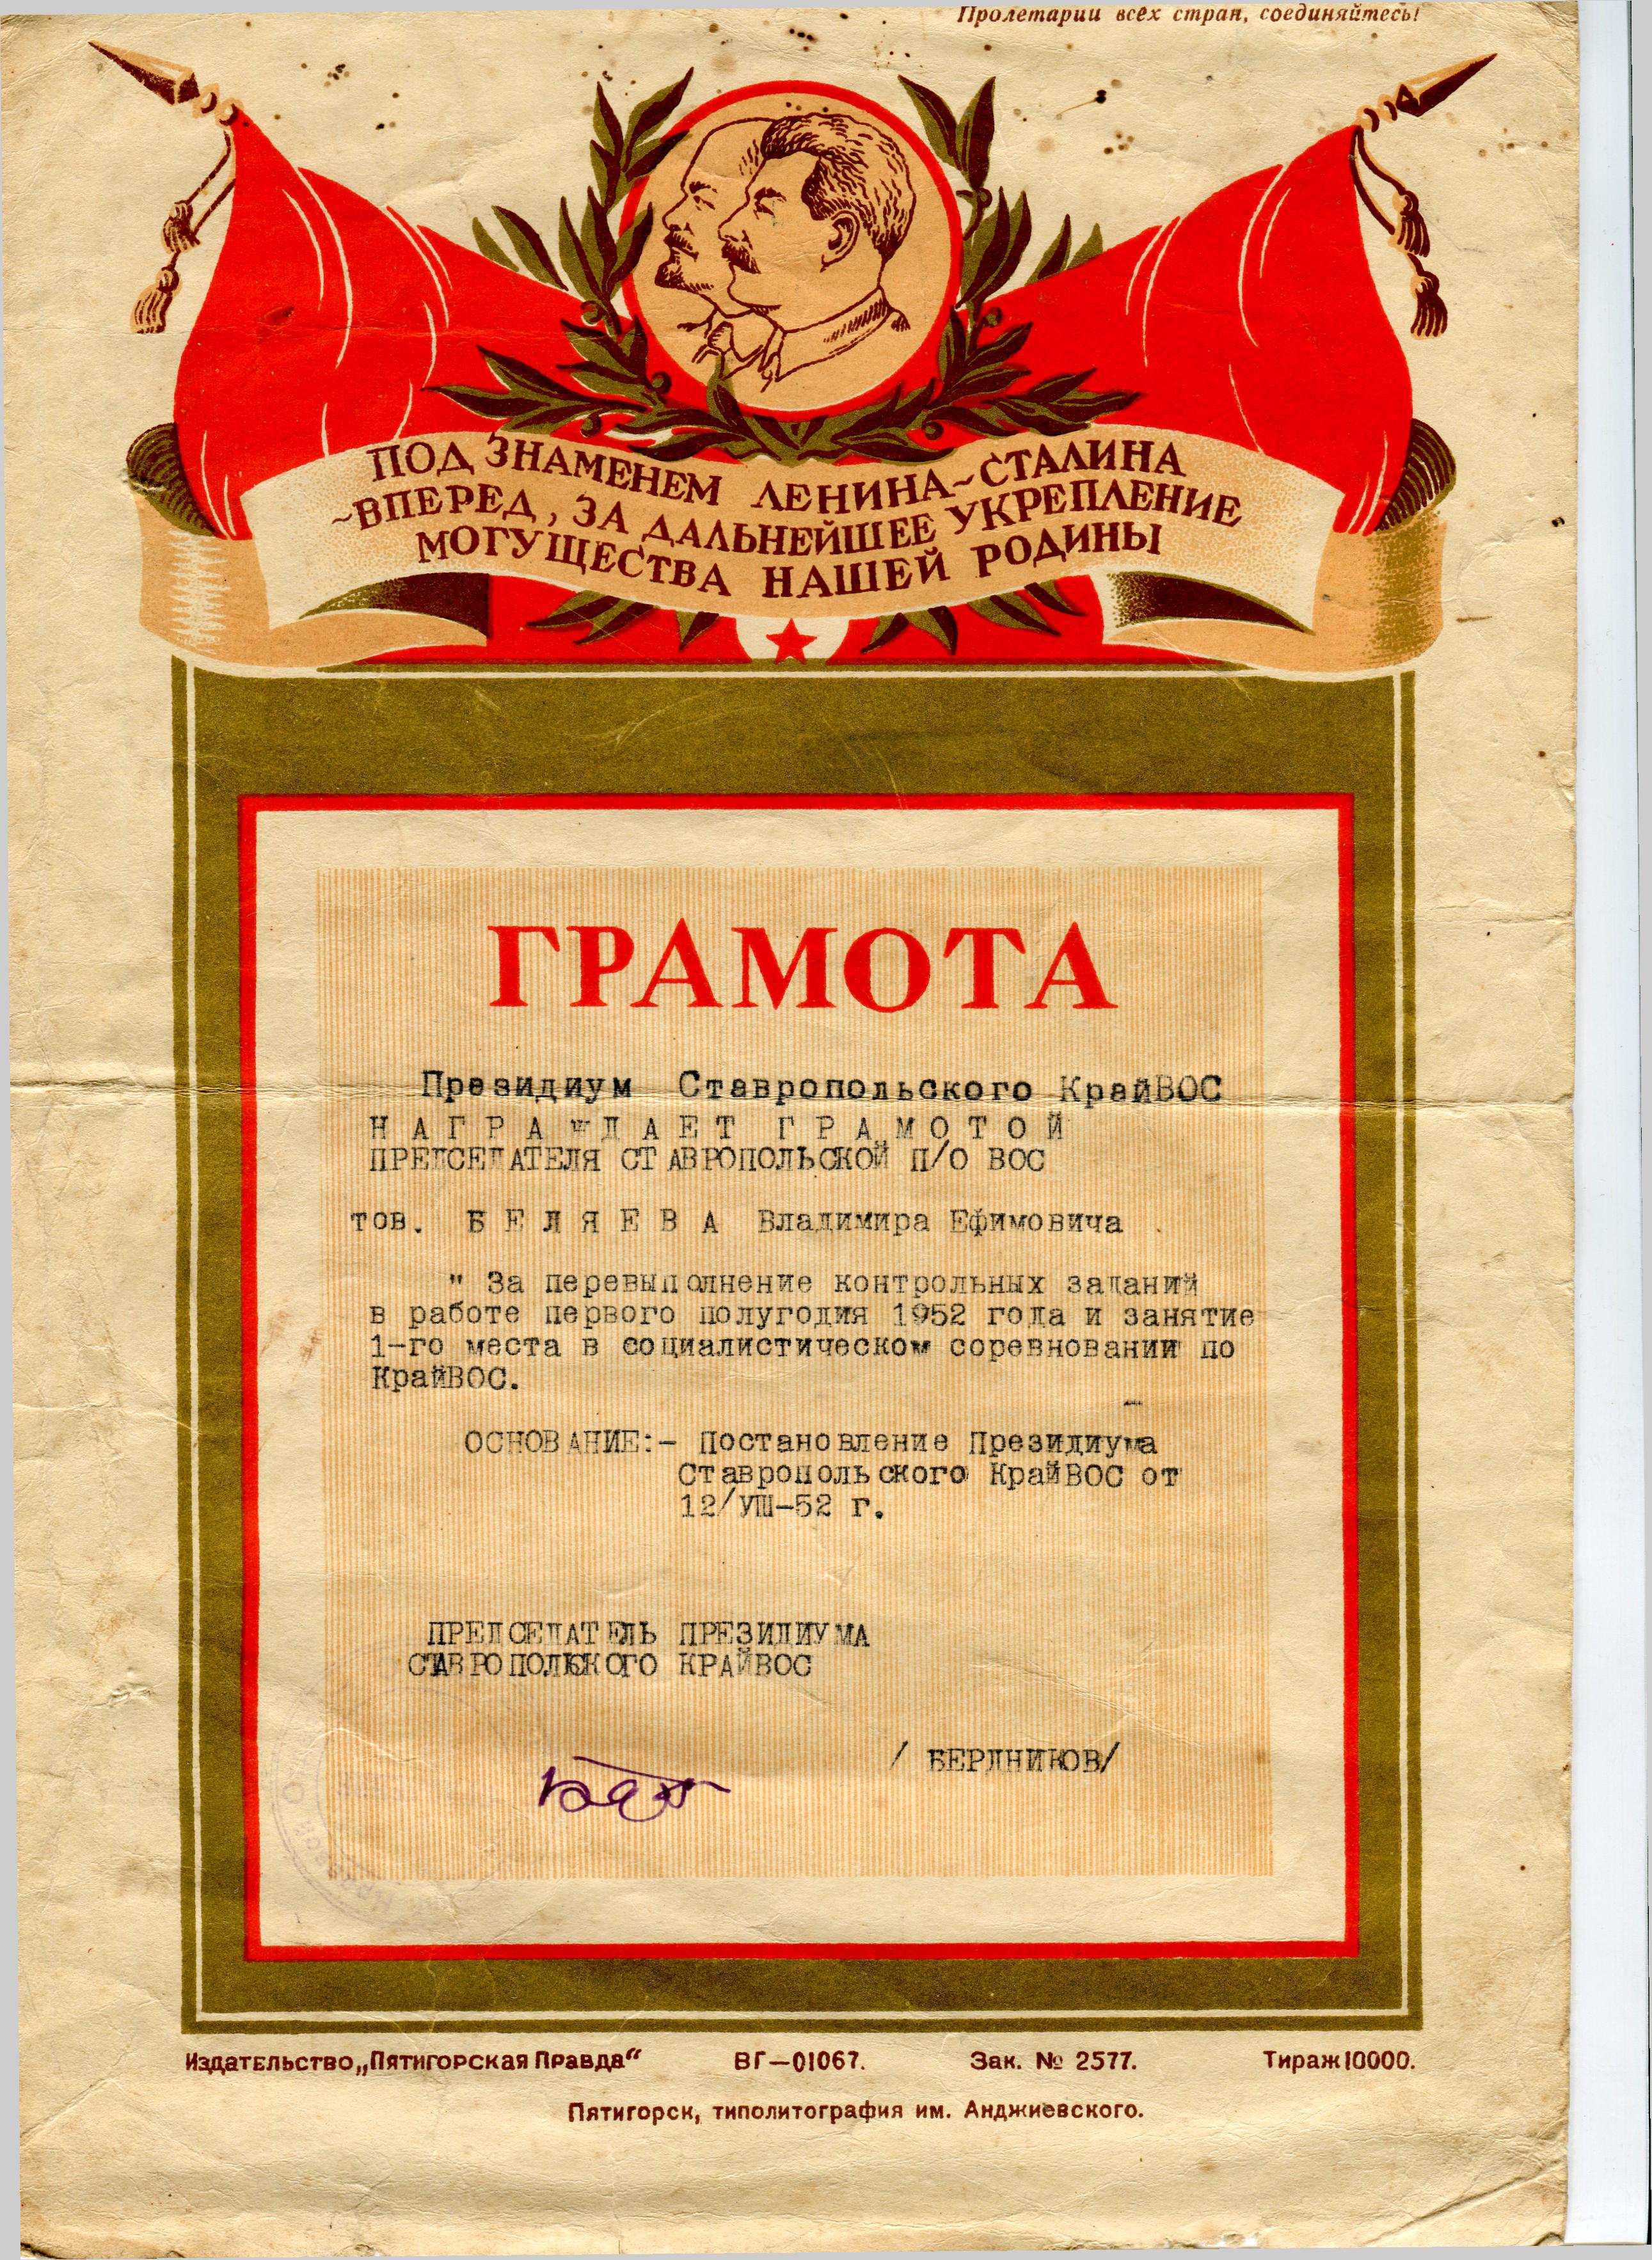 Пролетарии всех стран, соединяйтесь!
ПОД ЗНАМЕНЕМ ЛЕНИНА~СТАЛИНА
~ВПЕРЕД, ЗА ДАЛЬНЕЙШЕЕ УКРЕПЛЕНИЕ
МОГУЩЕСТВА НАШЕЙ РОДИНЫ
ГРАМОТА
Президиум Ставропольского КрайВОС
Н А Г Р А Ж Д А Е Т Г Р А М О Т О Й
ПРЕДСЕДАТЕЛЯ СТАВРОПОЛЬСКОЙ П/О ВОС
тов. Б Е Л Я Е В А Владимира Ефимовича
" За перевыполнение контрольных заданий
в работе первого полугодия 1952 года и занятие
1-го места в социалистическом соревновании по
КрайВОС.
ОСНОВАНИЕ:- Постановление Президиума
Ставропольского КрайВОС от
12/УШ-52 г.
ПРЕДСЕДАТЕЛЬ ПРЕЗИДИУМА
СТАВРОПОЛЬСКОГО КРАЙВОС
/ БЕРДНИКОВ/
Издательство „Пятигорская Правда“ ВГ—01067. Зак. № 2577. Тираж 10000.
Пятигорск, типолитография им. Анджиевского.